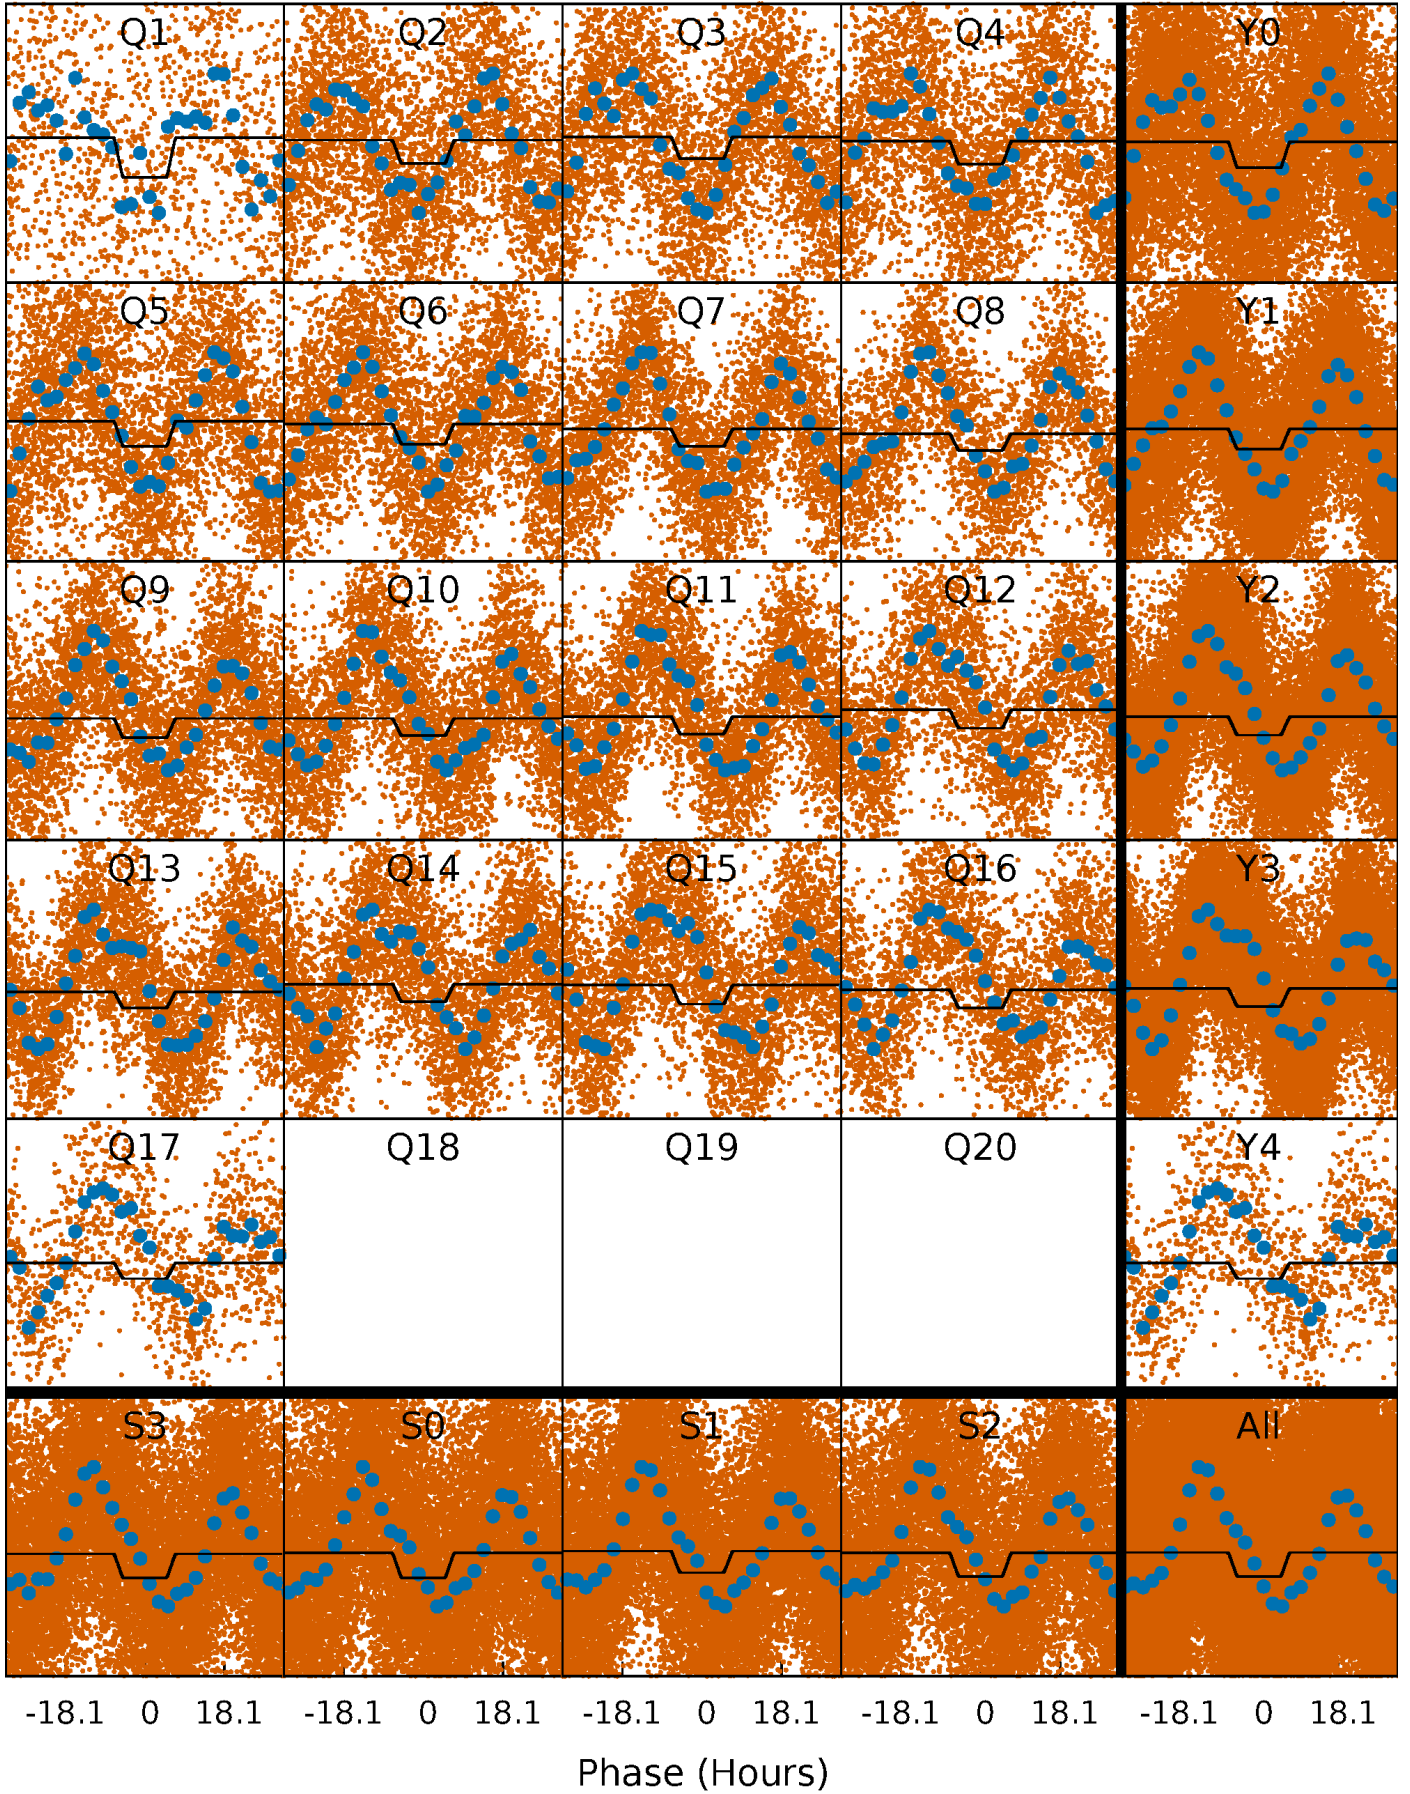 Q1 Q2 Q3 Q4 Y0
Q5 Q6 Q7 Q8 Y1
Q9 Q10 Q11 Q12 Y2
Q13 Q14 Q15 Q16 Y3
Q17 Q18 Q19 Q20 Y4
S3 S0 S1 S2 All
-18.1 0 18.1 -18.1 0 18.1 -18.1 0 18.1 -18.1 0 18.1 -18.1 0 18.1
Phase (Hours)